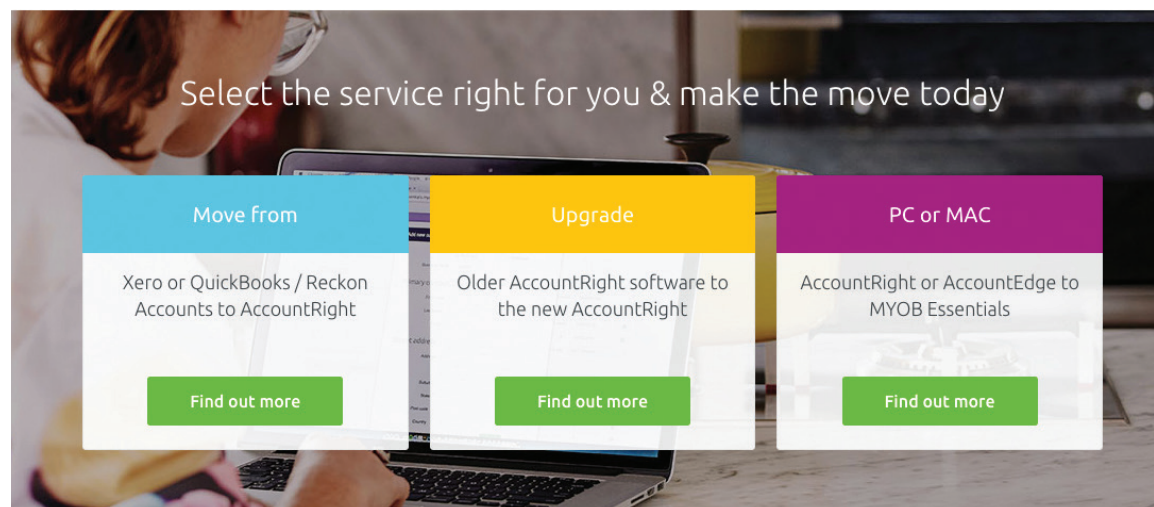 Select the service right for you & make the move today
Move from
Xero or QuickBooks / Reckon
Accounts to AccountRight
Find out more
Upgrade
Older AccountRight software to
the new AccountRight
Find out more
PC or MAC
AccountRight or AccountEdge to
MYOB Essentials
Find out more